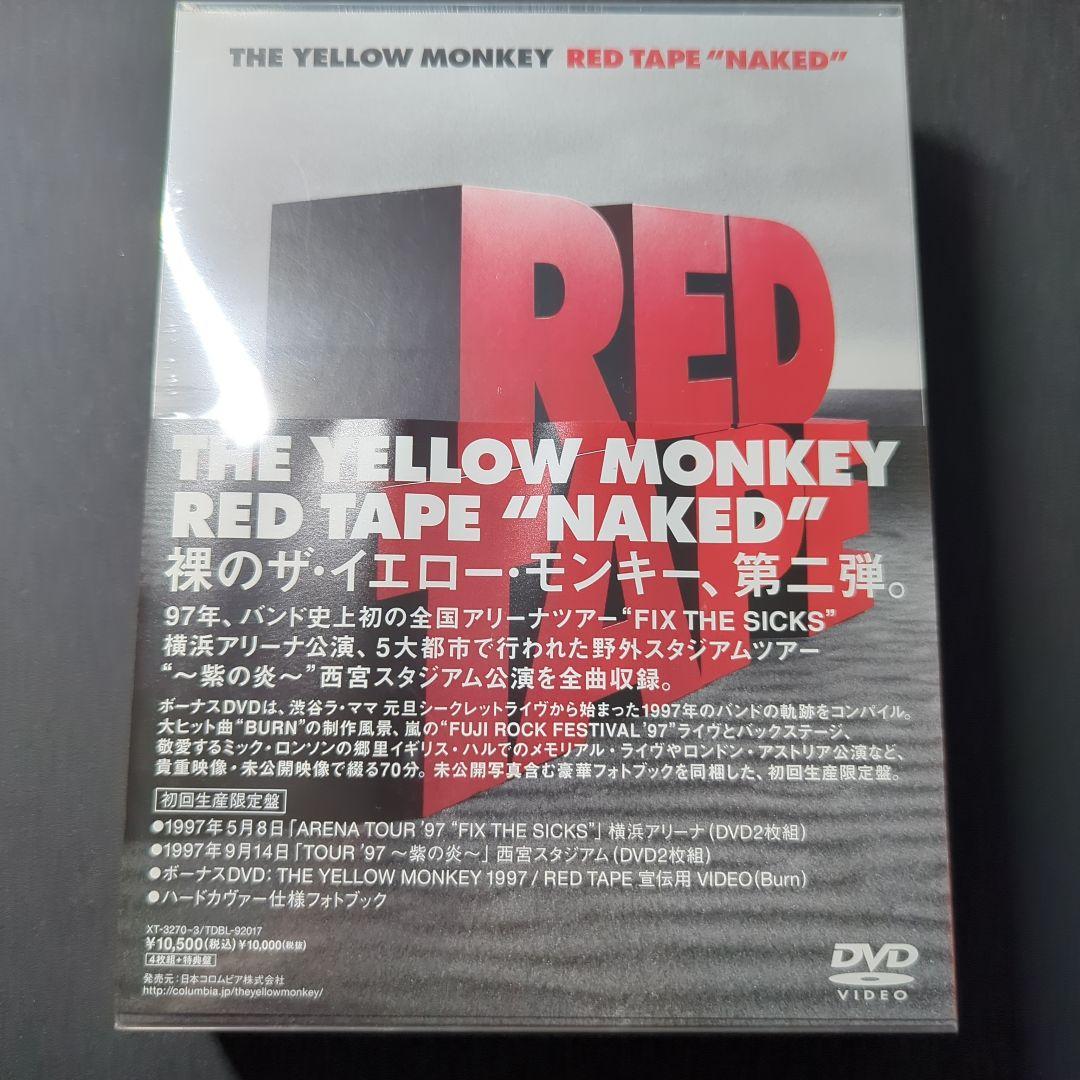 THE YELLOW MONKEY RED TAPE "NAKED"
RED
TAPE
THE YELLOW MONKEY
RED TAPE "NAKED"
裸のザ・イエロー・モンキー、第二弾。
97年、バンド史上初の全国アリーナツアー"FIX THE SICKS"
横浜アリーナ公演、5大都市で行われた野外スタジアムツアー
"〜紫の炎〜"西宮スタジアム公演を全曲収録。
ボーナスDVDは、渋谷ラ・ママ 元旦シークレットライヴから始まった1997年のバンドの軌跡をコンパイル。
大ヒット曲"BURN"の制作風景、嵐の"FUJI ROCK FESTIVAL '97"ライヴとバックステージ、
敬愛するミック・ロンソンの郷里イギリス・ハルでのメモリアル・ライヴやロンドン・アストリア公演など、
貴重映像・未公開映像で綴る70分。未公開写真含む豪華フォトブックを同梱した、初回生産限定盤。
初回生産限定盤
●1997年5月8日「ARENA TOUR '97 "FIX THE SICKS"」横浜アリーナ(DVD2枚組)
●1997年9月14日「TOUR '97 〜紫の炎〜」西宮スタジアム(DVD2枚組)
●ボーナスDVD: THE YELLOW MONKEY 1997 / RED TAPE 宣伝用 VIDEO(Burn)
●ハードカヴァー仕様フォトブック
XT-3270-3/TDBL-92017
¥10,500(税込) ¥10,000(税抜)
4枚組+特典盤
発売元:日本コロムビア株式会社
http://columbia.jp/theyellowmonkey/
DVD
VIDEO